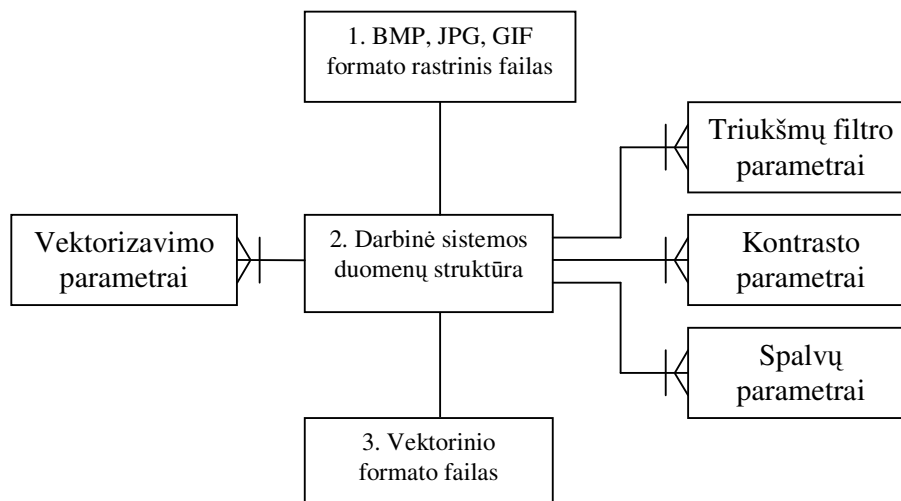 1. BMP, JPG, GIF
formato rastrinis failas
Triukšmų filtro
parametrai
Vektorizavimo
parametrai
2. Darbinė sistemos
duomenų struktūra
Kontrasto
parametrai
Spalvų
parametrai
3. Vektorinio
formato failas